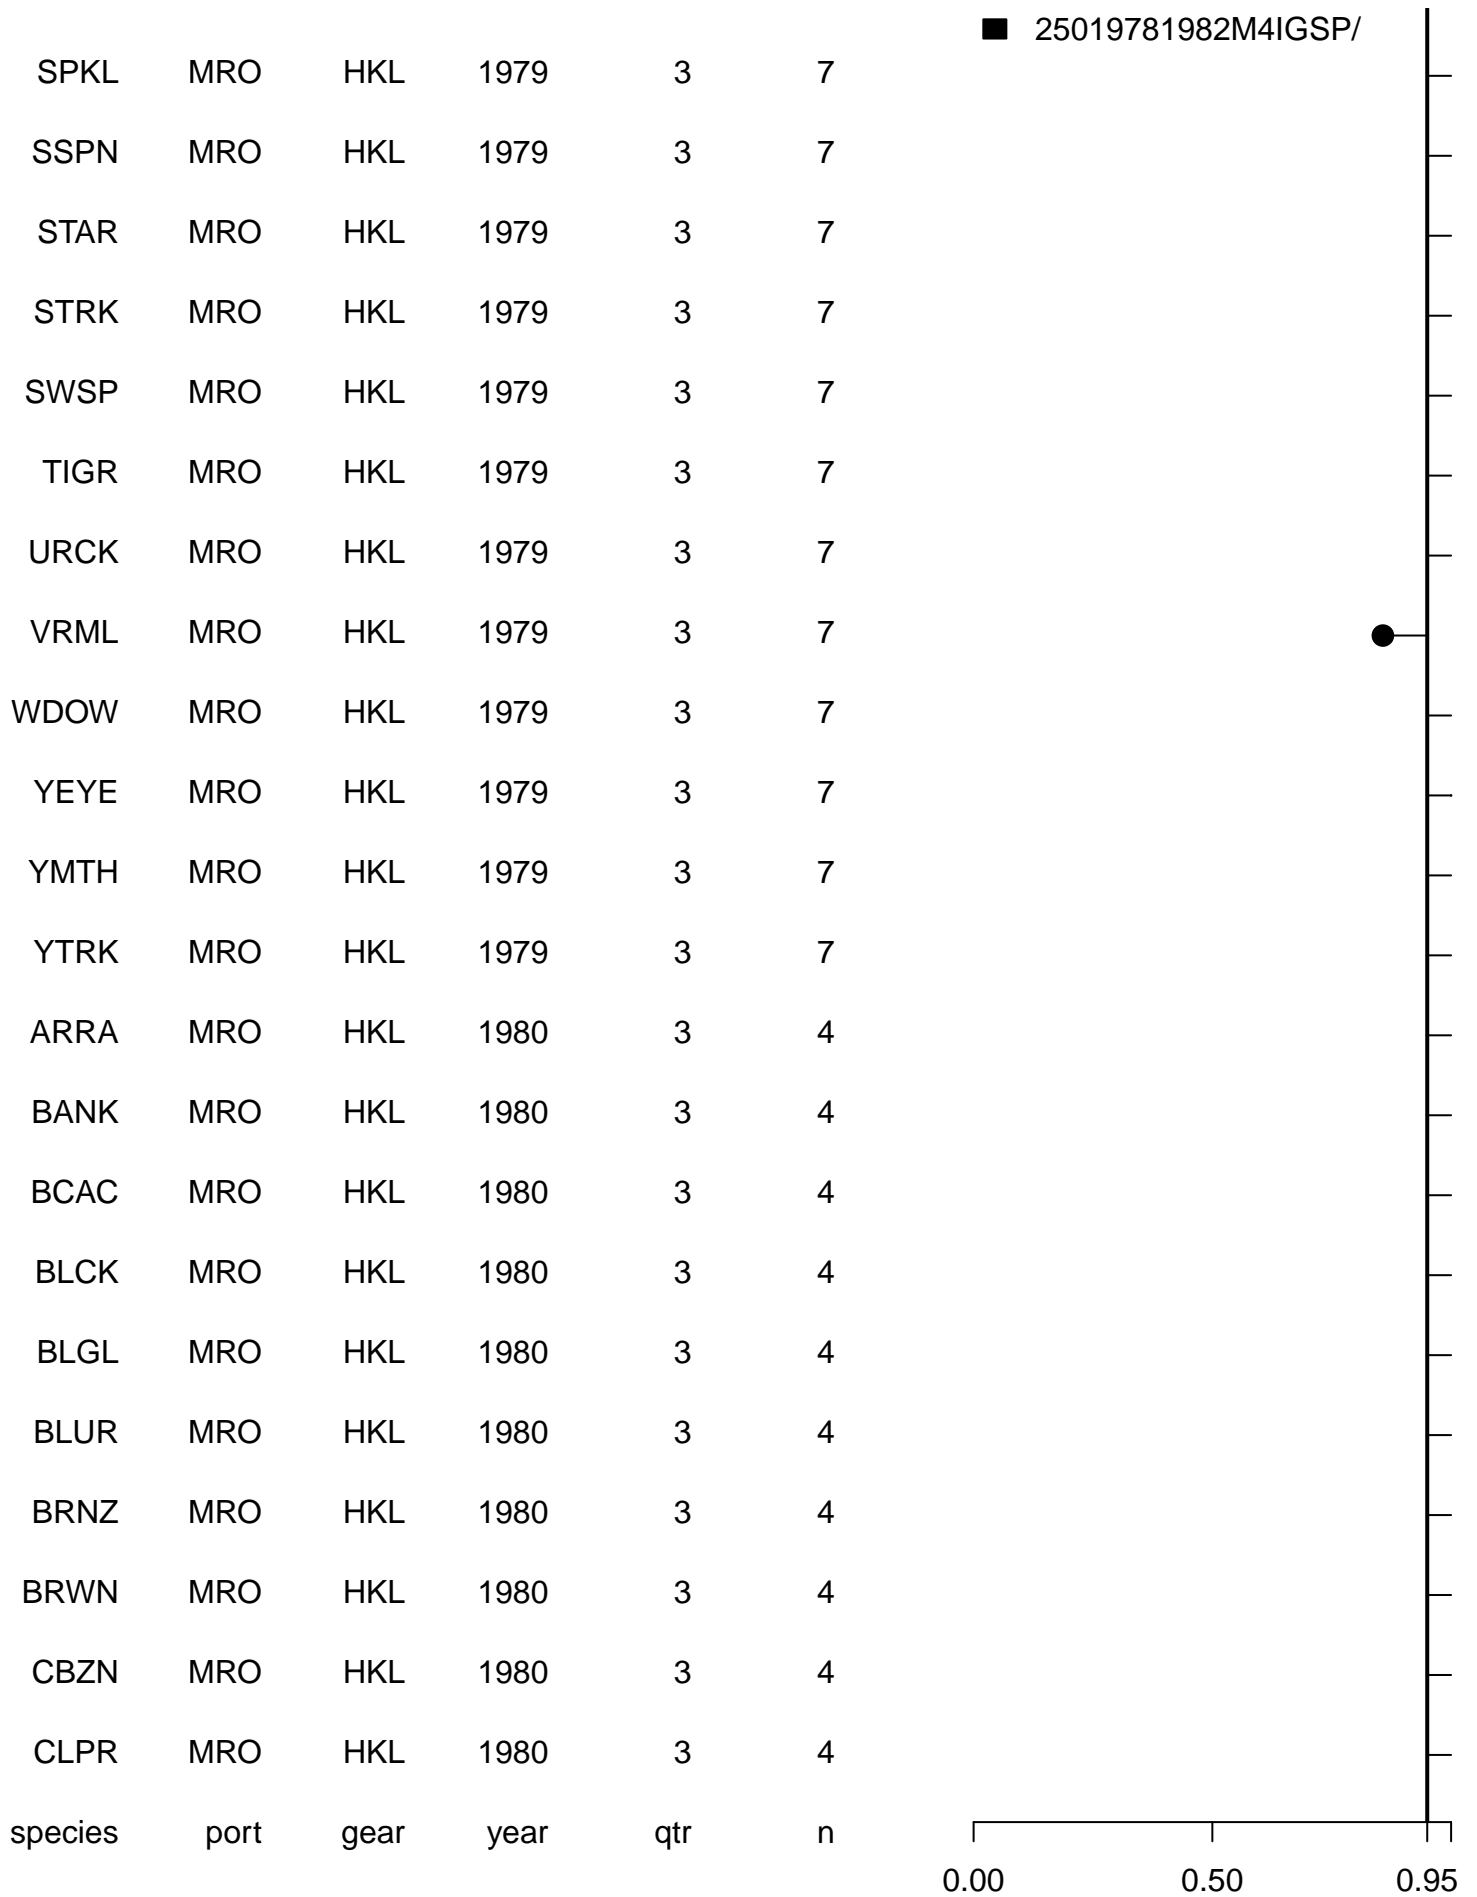 25019781982M4IGSP/
SPKL MRO HKL 1979 3 7
SSPN MRO HKL 1979 3 7
STAR MRO HKL 1979 3 7
STRK MRO HKL 1979 3 7
SWSP MRO HKL 1979 3 7
TIGR MRO HKL 1979 3 7
URCK MRO HKL 1979 3 7
VRML MRO HKL 1979 3 7
WDOW MRO HKL 1979 3 7
YEYE MRO HKL 1979 3 7
YMTH MRO HKL 1979 3 7
YTRK MRO HKL 1979 3 7
ARRA MRO HKL 1980 3 4
BANK MRO HKL 1980 3 4
BCAC MRO HKL 1980 3 4
BLCK MRO HKL 1980 3 4
BLGL MRO HKL 1980 3 4
BLUR MRO HKL 1980 3 4
BRNZ MRO HKL 1980 3 4
BRWN MRO HKL 1980 3 4
CBZN MRO HKL 1980 3 4
CLPR MRO HKL 1980 3 4
species port gear year qtr n
0.00 0.50 0.95